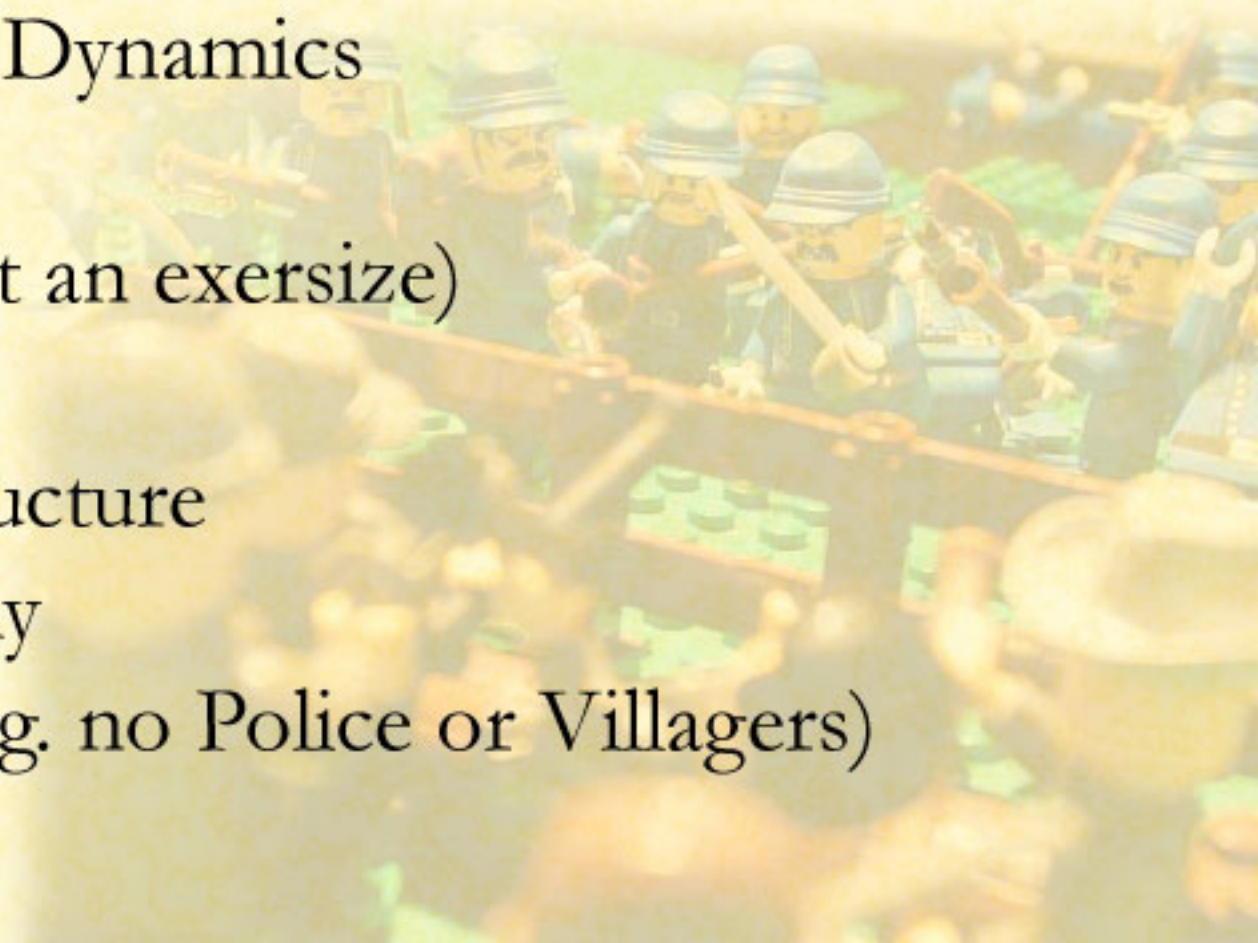 Dynamics
t an exersize)
ucture
y
g. no Police or Villagers)